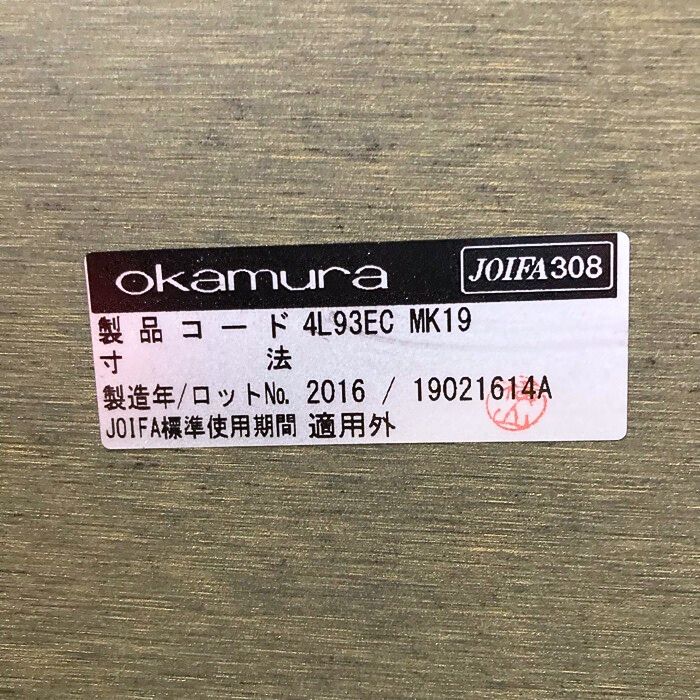 okamura JOIFA308
製品コード 4L93EC MK19
寸法
製造年/ロットNo. 2016 / 19021614A
JOIFA標準使用期間 適用外